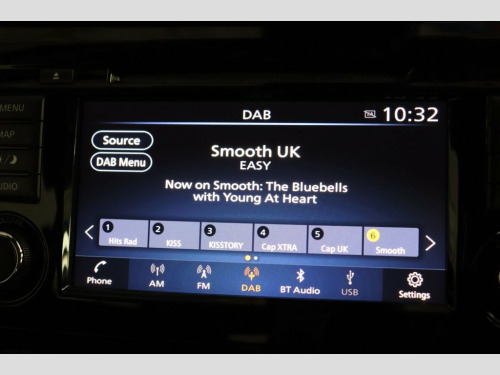 DAB
10:32
MENU
MAP
AUDIO
Source
DAB Menu
Smooth UK
EASY
Now on Smooth: The Bluebells
with Young At Heart
1 Hits Rad
2 KISS
3 KISSTORY
4 Cap XTRA
5 Cap UK
6 Smooth
Phone
AM
FM
DAB
BT Audio
USB
Settings